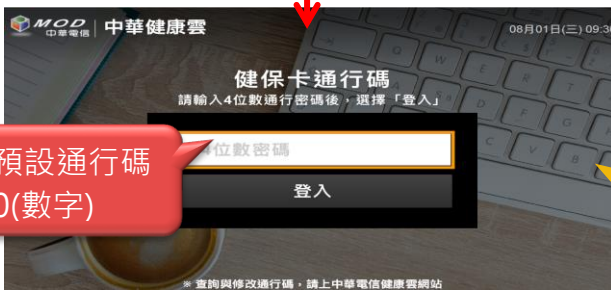 MOD 中華電信 | 中華健康雲
08月01日(三) 09:30
健保卡通行碼
請輸入4位數通行密碼後，選擇「登入」
位數密碼
預設通行碼
0(數字)
登入
※ 查詢與修改通行碼，請上中華電信健康雲網站